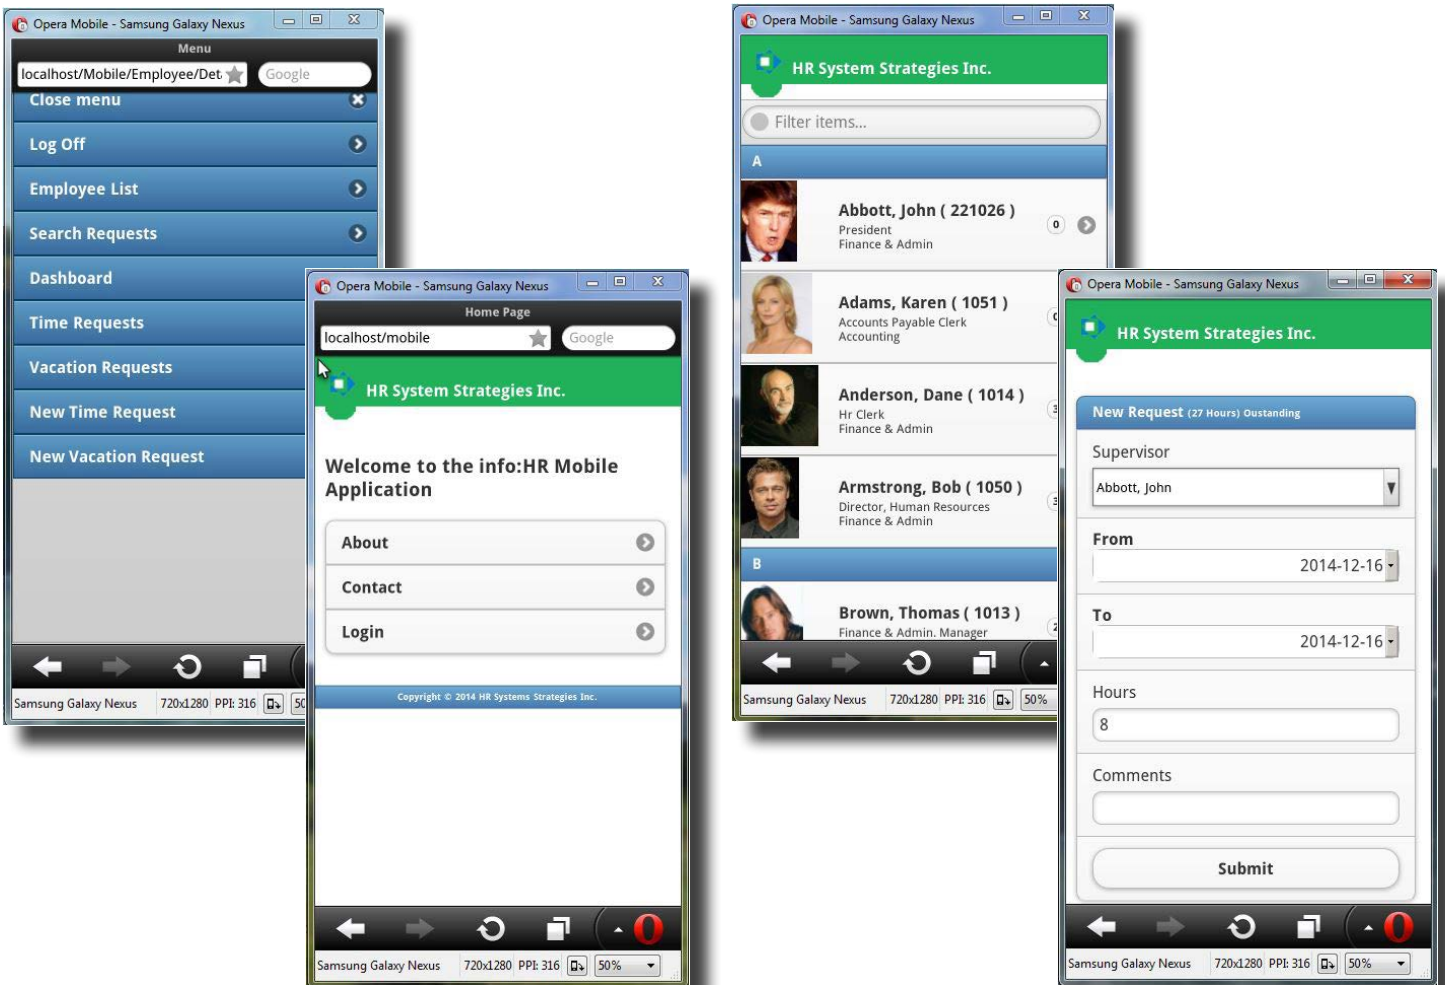 Opera Mobile - Samsung Galaxy Nexus
Menu
localhost/Mobile/Employee/Det
Google
Close menu
Log Off
Employee List
Search Requests
Dashboard
Time Requests
Vacation Requests
New Time Request
New Vacation Request
Samsung Galaxy Nexus 720x1280 PPI: 316 50
Opera Mobile - Samsung Galaxy Nexus
Home Page
localhost/mobile
Google
HR System Strategies Inc.
Welcome to the info:HR Mobile
Application
About
Contact
Login
Copyright © 2014 HR Systems Strategies Inc.
Samsung Galaxy Nexus 720x1280 PPI: 316 50%
Opera Mobile - Samsung Galaxy Nexus
HR System Strategies Inc.
Filter items...
A
Abbott, John ( 221026 )
President
Finance & Admin
0
Adams, Karen ( 1051 )
Accounts Payable Clerk
Accounting
Anderson, Dane ( 1014 )
Hr Clerk
Finance & Admin
3
Armstrong, Bob ( 1050 )
Director, Human Resources
Finance & Admin
3
B
Brown, Thomas ( 1013 )
Finance & Admin. Manager
2
Samsung Galaxy Nexus 720x1280 PPI: 316 50%
Opera Mobile - Samsung Galaxy Nexus
HR System Strategies Inc.
New Request (27 Hours) Oustanding
Supervisor
Abbott, John
From
2014-12-16
To
2014-12-16
Hours
8
Comments
Submit
Samsung Galaxy Nexus 720x1280 PPI: 316 50%